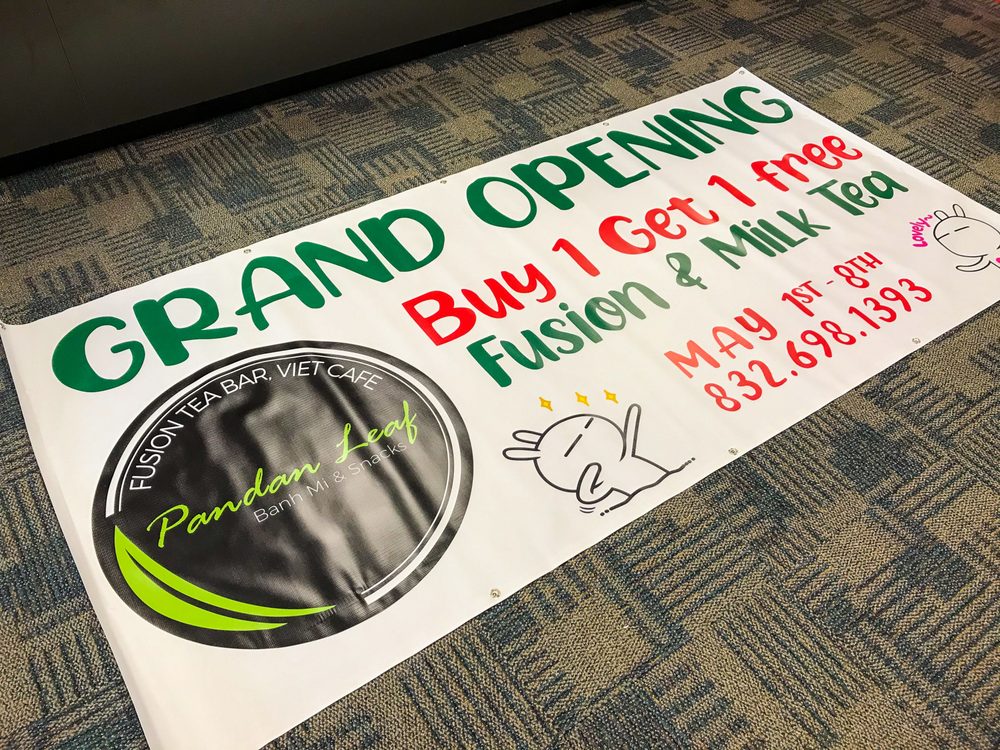 GRAND OPENING
Buy 1 Get 1 free
Fusion & MiLK Tea
MAY 1ST - 8TH
832.698.1393
Lovely~
FUSION TEA BAR, VIET CAFE
Pandan Leaf
Banh Mi & Snacks